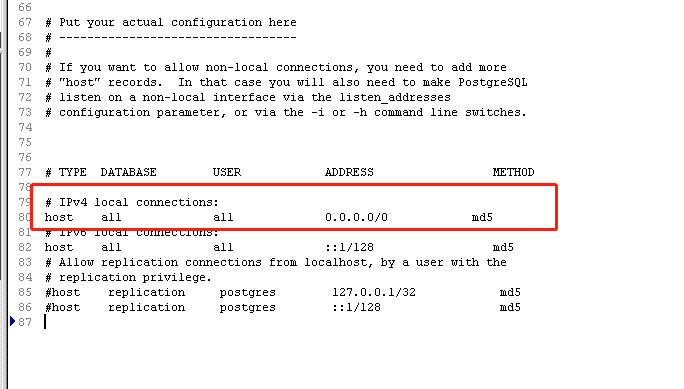 66
67 # Put your actual configuration here
68 # ----------------------------------
69 #
70 # If you want to allow non-local connections, you need to add more
71 # "host" records.  In that case you will also need to make PostgreSQL
72 # listen on a non-local interface via the listen_addresses
73 # configuration parameter, or via the -i or -h command line switches.
74
75
76
77 # TYPE  DATABASE        USER            ADDRESS                 METHOD
78
79 # IPv4 local connections:
80 host    all             all             0.0.0.0/0            md5
81 # IPv6 local connections:
82 host    all             all             ::1/128                 md5
83 # Allow replication connections from localhost, by a user with the
84 # replication privilege.
85 #host    replication     postgres        127.0.0.1/32            md5
86 #host    replication     postgres        ::1/128                 md5
87